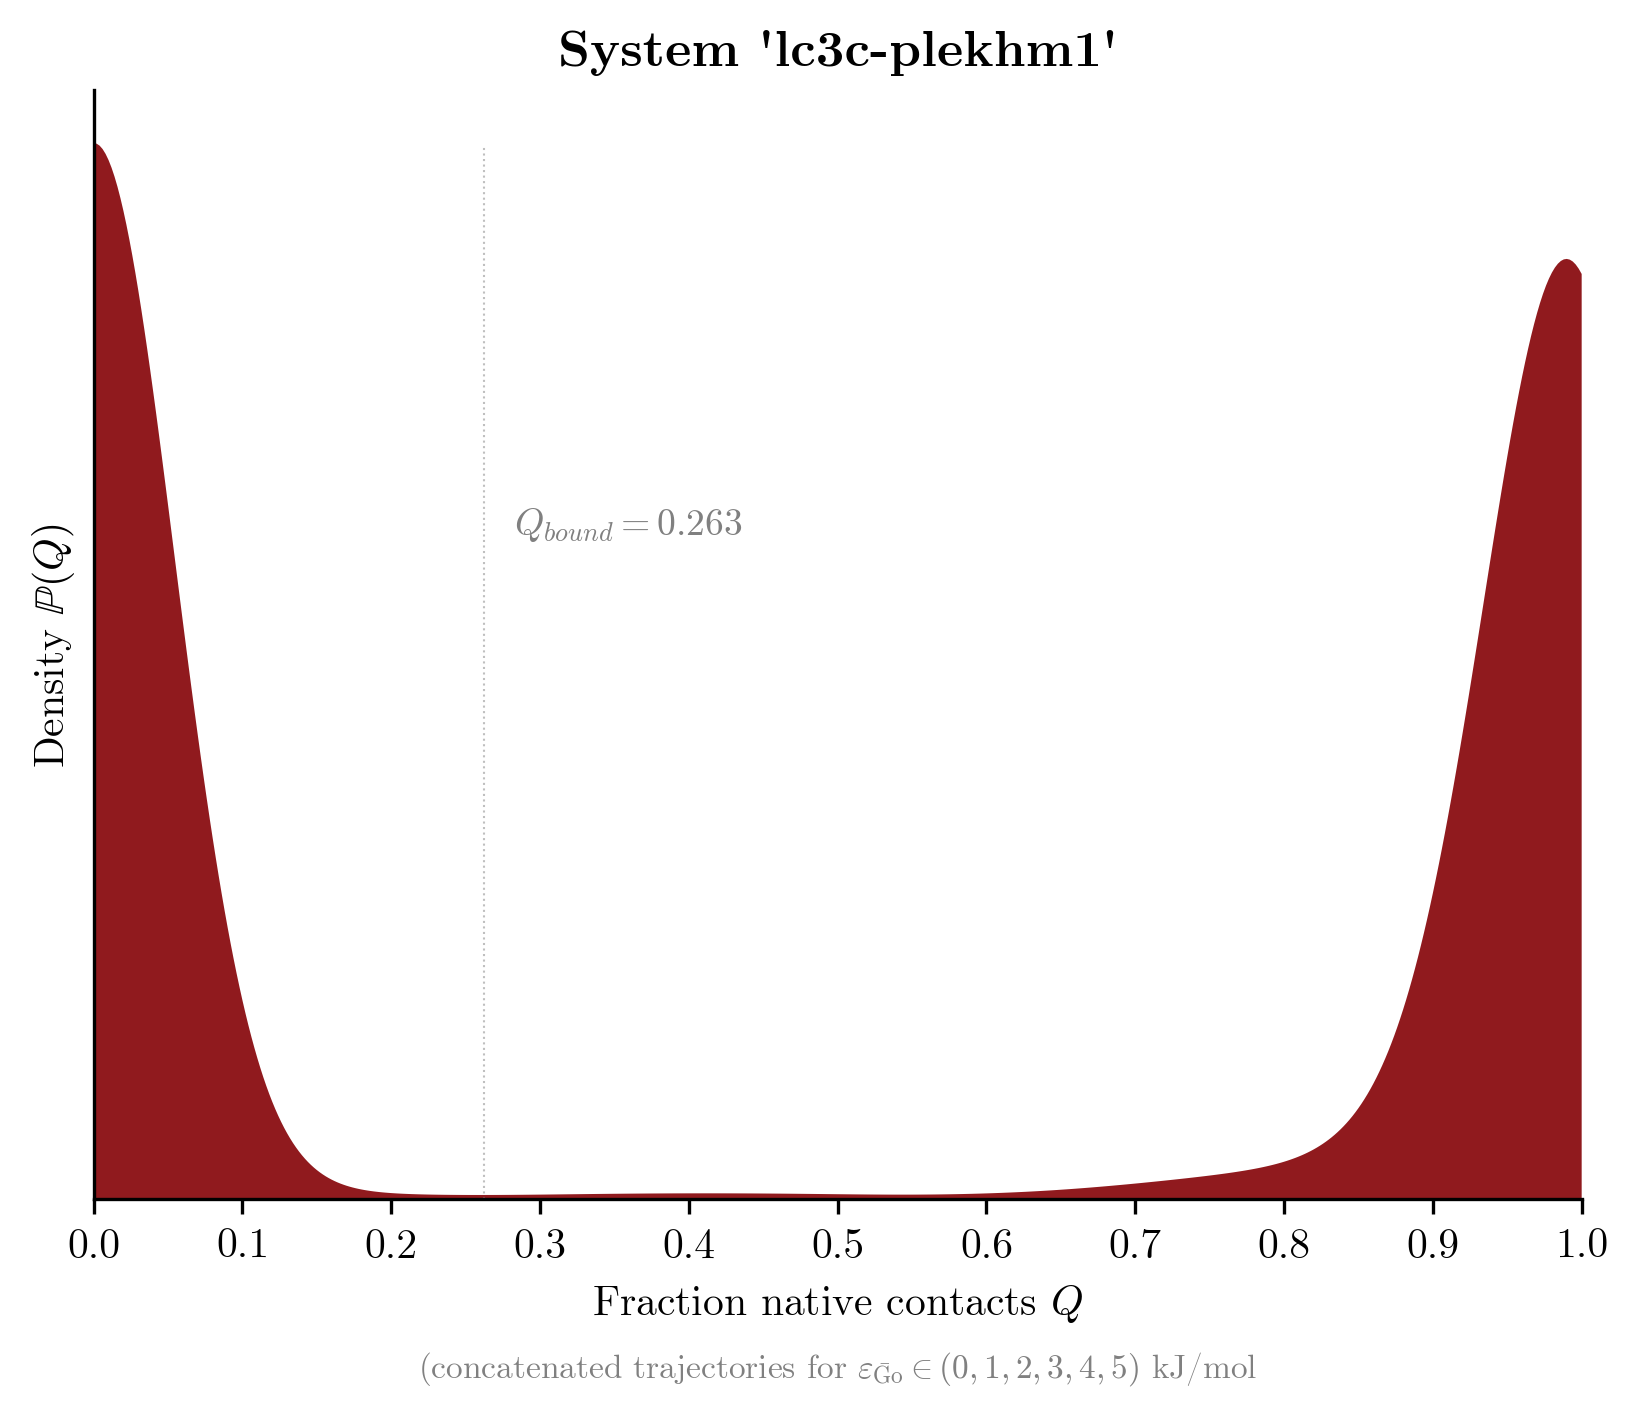 System 'lc3c-plekhm1'
Density ℙ(Q)
Q_bound = 0.263
0.0 0.1 0.2 0.3 0.4 0.5 0.6 0.7 0.8 0.9 1.0
Fraction native contacts Q
(concatenated trajectories for ε_Ḡo ∈ (0, 1, 2, 3, 4, 5) kJ/mol